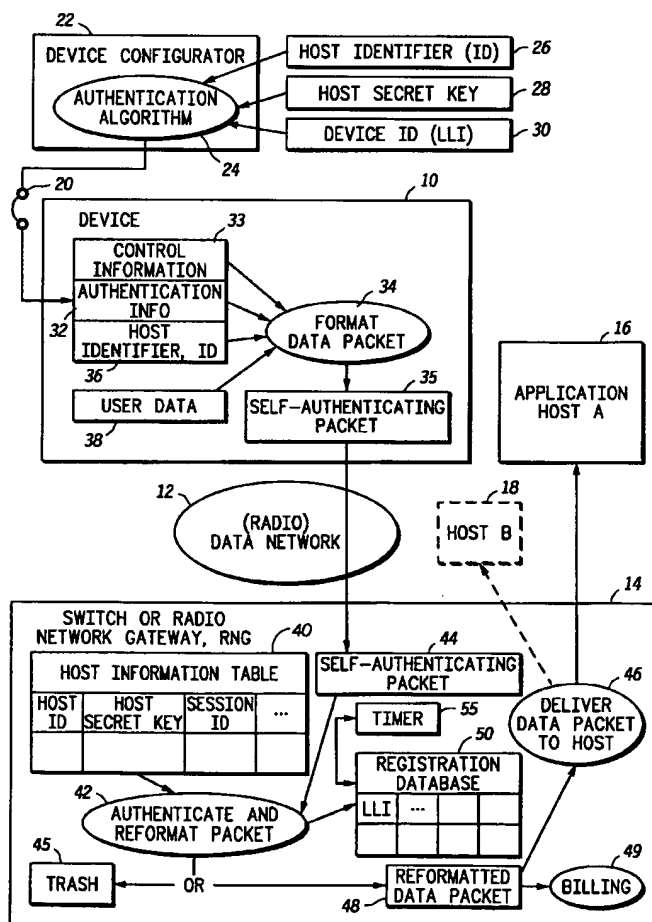 22
DEVICE CONFIGURATOR
AUTHENTICATION
ALGORITHM
24
HOST IDENTIFIER (ID)
26
HOST SECRET KEY
28
DEVICE ID (LLI)
30
20
10
DEVICE
33
CONTROL
INFORMATION
AUTHENTICATION
INFO
32
HOST
IDENTIFIER, ID
36
34
FORMAT
DATA PACKET
USER DATA
38
35
SELF-AUTHENTICATING
PACKET
16
APPLICATION
HOST A
12
(RADIO)
DATA NETWORK
18
HOST B
14
SWITCH OR RADIO
NETWORK GATEWAY, RNG
40
HOST INFORMATION TABLE
HOST
ID
HOST
SECRET KEY
SESSION
ID
...
44
SELF-AUTHENTICATING
PACKET
TIMER
55
50
REGISTRATION
DATABASE
LLI
...
46
DELIVER
DATA PACKET
TO HOST
42
AUTHENTICATE AND
REFORMAT PACKET
45
TRASH
OR
REFORMATTED
DATA PACKET
48
49
BILLING